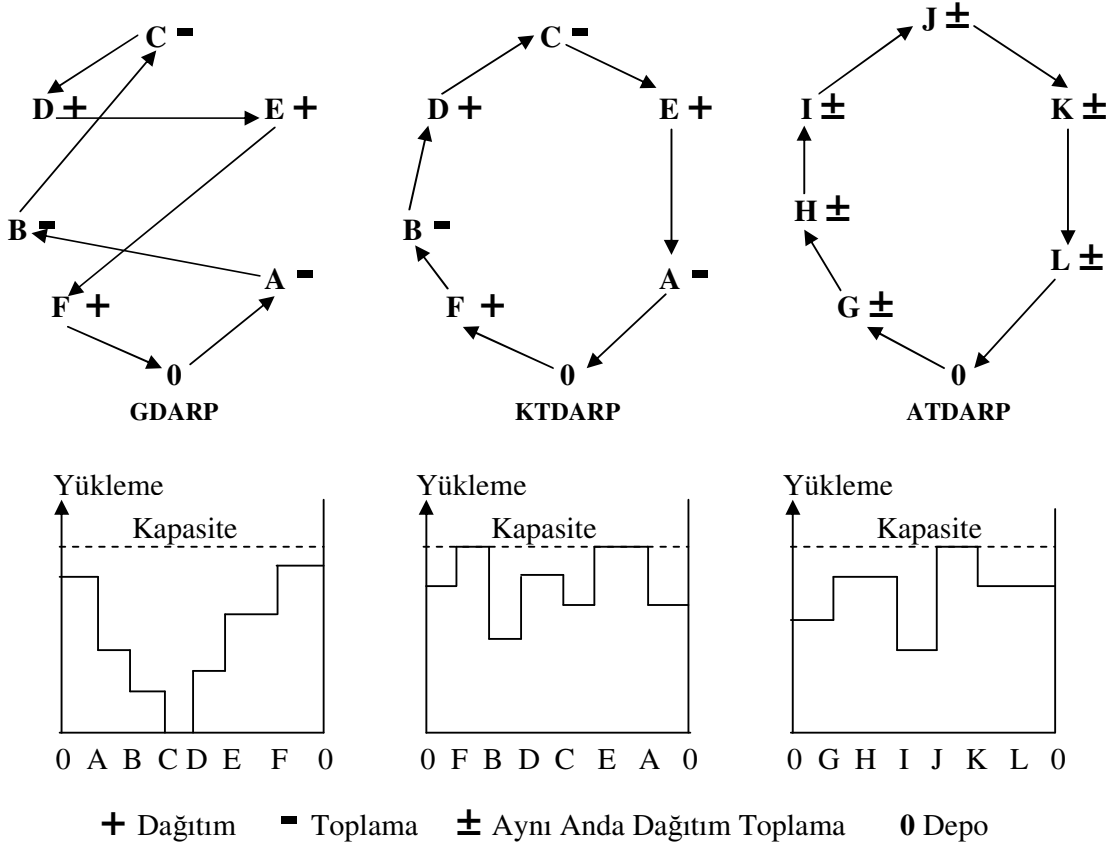 C -
D +
E +
B -
A -
F +
0
GDARP
C -
D +
E +
B -
A -
F +
0
KTDARP
J ±
I ±
K ±
H ±
L ±
G ±
0
ATDARP
Yükleme
Kapasite
0 A B C D E F 0
Yükleme
Kapasite
0 F B D C E A 0
Yükleme
Kapasite
0 G H I J K L 0
+ Dağıtım - Toplama ± Aynı Anda Dağıtım Toplama 0 Depo